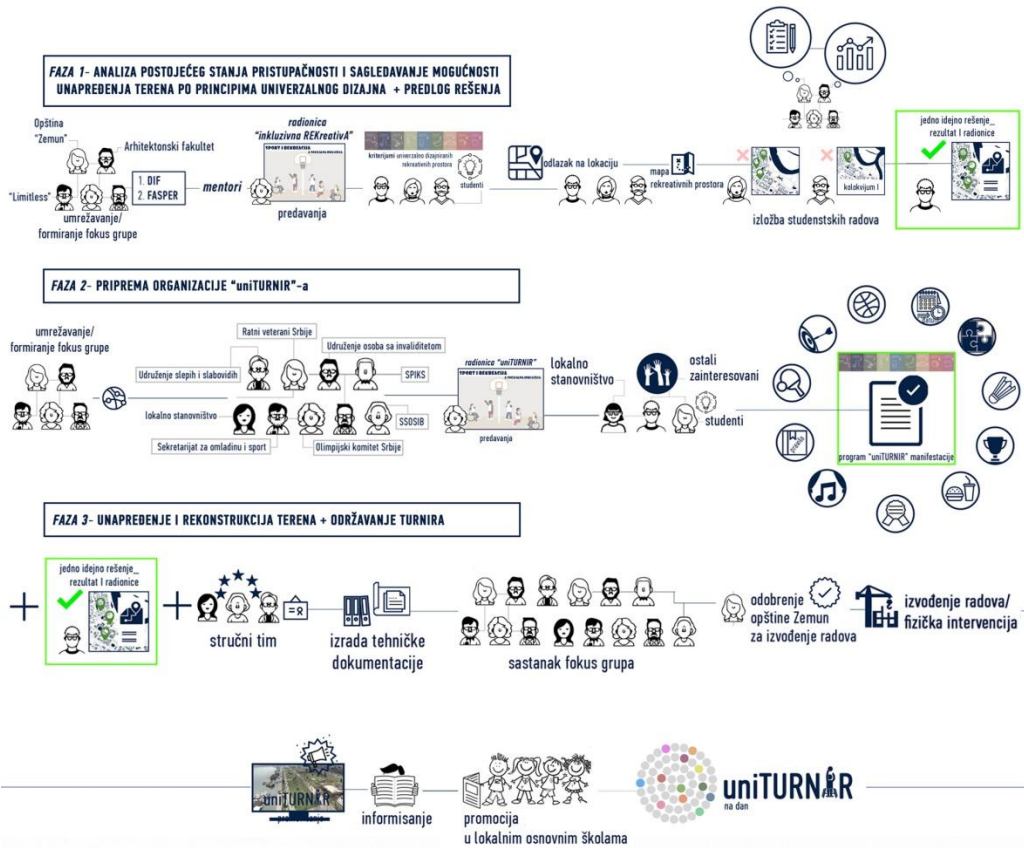 FAZA 1- ANALIZA POSTOJEĆEG STANJA PRISTUPAČNOSTI I SAGLEDAVANJE MOGUĆNOSTI
UNAPREĐENJA TERENA PO PRINCIPIMA UNIVERZALNOG DIZAJNA + PREDLOG REŠENJA
Opština
"Zemun"
Arhitektonski fakultet
"Limitless"
1. DIF
2. FASPER
umrežavanje/
formiranje fokus grupe
mentori
radionica
"inkluzivna REKreativA"
SPORT I REKREACIJA
predavanja
kriterijumi univerzalno dizajniranih
rekreativnih prostora
studenti
odlazak na lokaciju
mapa
rekreativnih prostora
kolokvijum I
izložba studenstskih radova
jedno idejno rešenje_
rezultat I radionice
FAZA 2- PRIPREMA ORGANIZACIJE "uniTURNIR"-a
umrežavanje/
formiranje fokus grupe
Ratni veterani Srbije
Udruženje osoba sa invaliditetom
Udruženje slepih i slabovidih
SPIKS
lokalno stanovništvo
SSOSIB
Sekretarijat za omladinu i sport
Olimpijski komitet Srbije
radionica "uniTURNIR"
SPORT I REKREACIJA
predavanja
lokalno
stanovništvo
ostali
zainteresovani
studenti
pravila
program "uniTURNIR" manifestacije
FAZA 3- UNAPREĐENJE I REKONSTRUKCIJA TERENA + ODRŽAVANJE TURNIRA
jedno idejno rešenje_
rezultat I radionice
stručni tim
izrada tehničke
dokumentacije
sastanak fokus grupa
odobrenje
opštine Zemun
za izvođenje radova
izvođenje radova/
fizička intervencija
uniTURNIR
informisanje
promocija
u lokalnim osnovnim školama
uniTURNIR
na dan